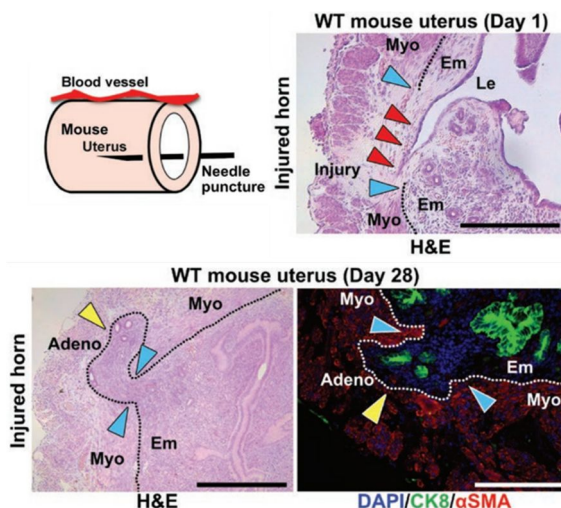 Blood vessel
Mouse
Uterus
Needle
puncture
WT mouse uterus (Day 1)
Injured horn
Myo
Em
Le
Injury
Myo
Em
H&E
WT mouse uterus (Day 28)
Injured horn
Myo
Adeno
Em
Myo
H&E
Myo
Adeno
Em
Myo
DAPI/CK8/αSMA